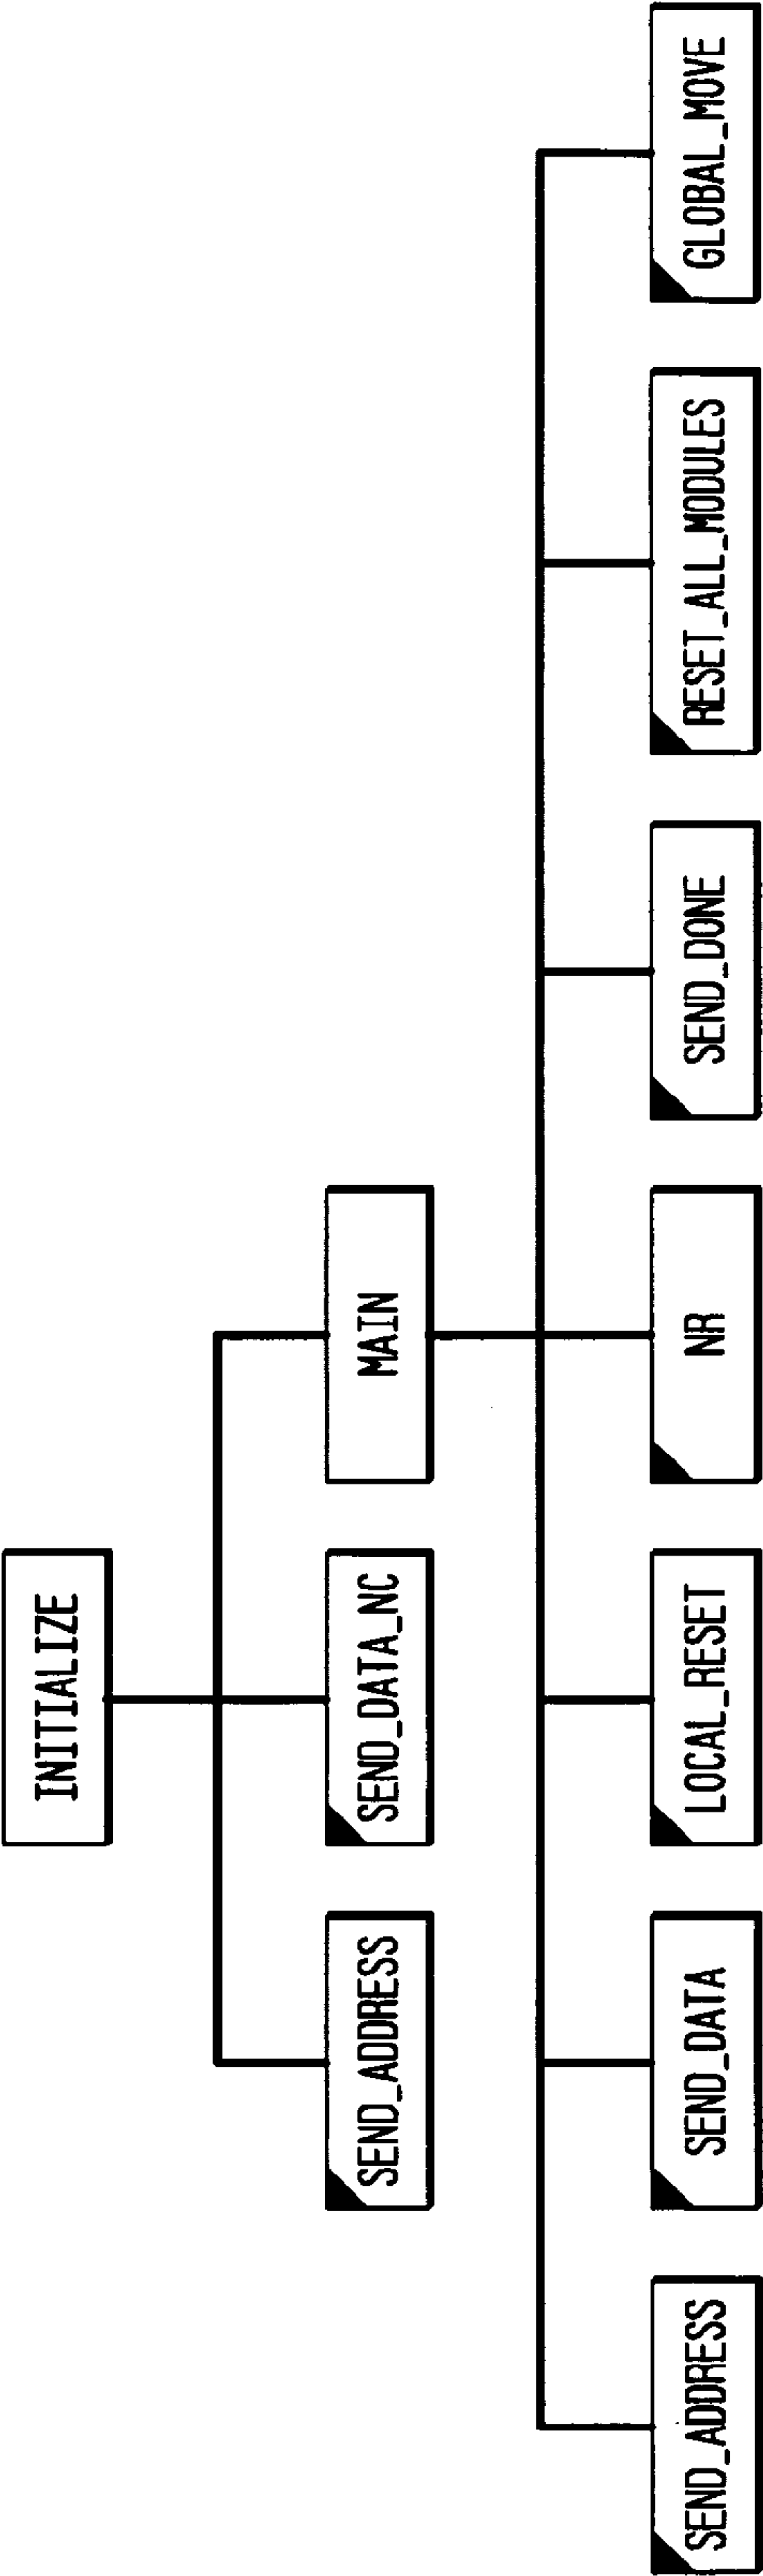 INITIALIZE
SEND_ADDRESS
SEND_DATA_NC
MAIN
SEND_ADDRESS
SEND_DATA
LOCAL_RESET
NR
SEND_DONE
RESET_ALL_MODULES
GLOBAL_MOVE